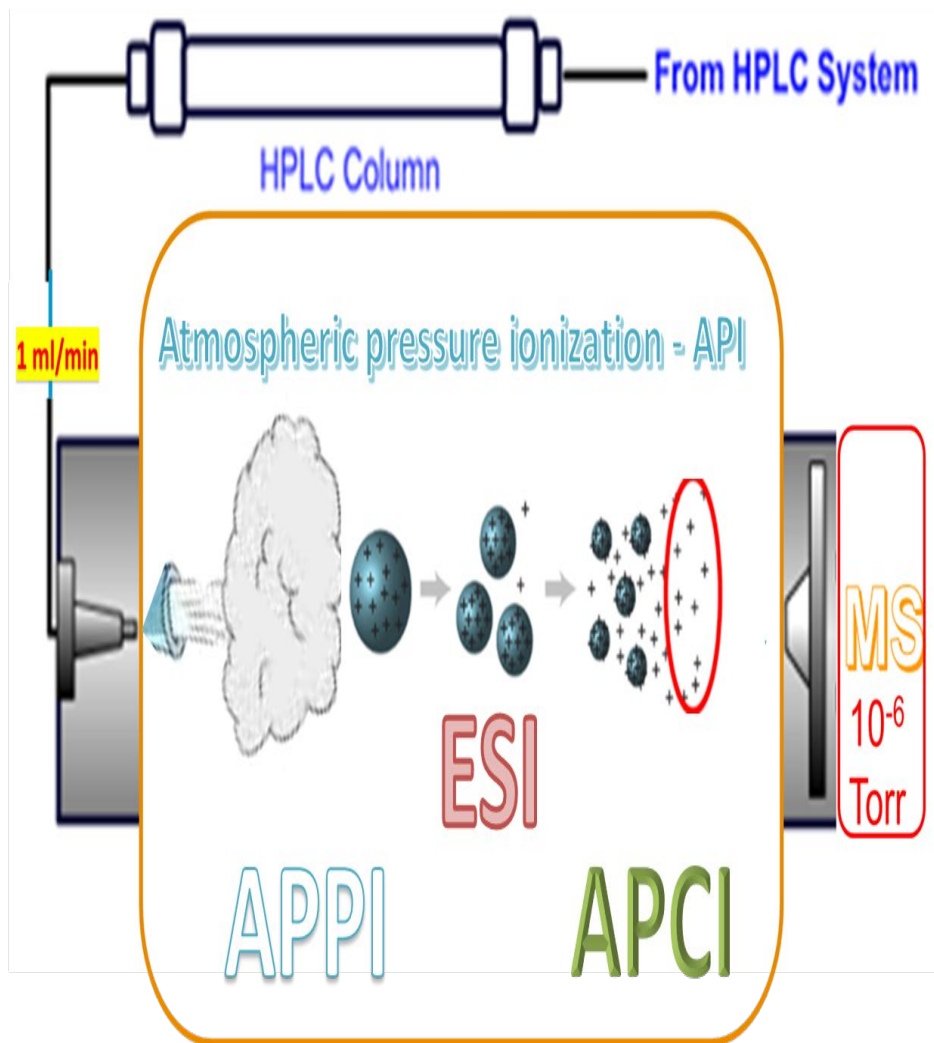 From HPLC System
HPLC Column
Atmospheric pressure ionization - API
1 ml/min
MS
10-6
Torr
ESI
APPI
APCI